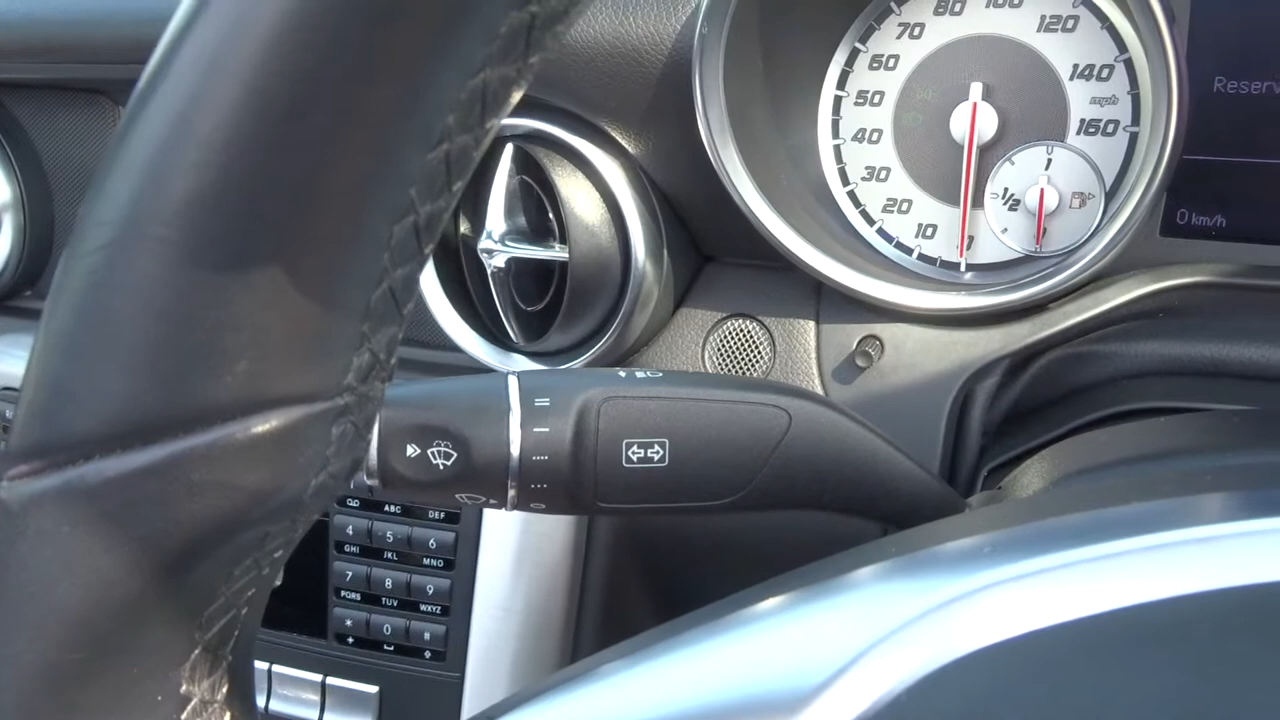 80
100
70
120
60
140
mph
50
160
40
30
20
10
0
1
1/2
Reserv
0 km/h
ABC DEF
4 5 6
GHI JKL MNO
7 8 9
PQRS TUV WXYZ
* 0 #
+